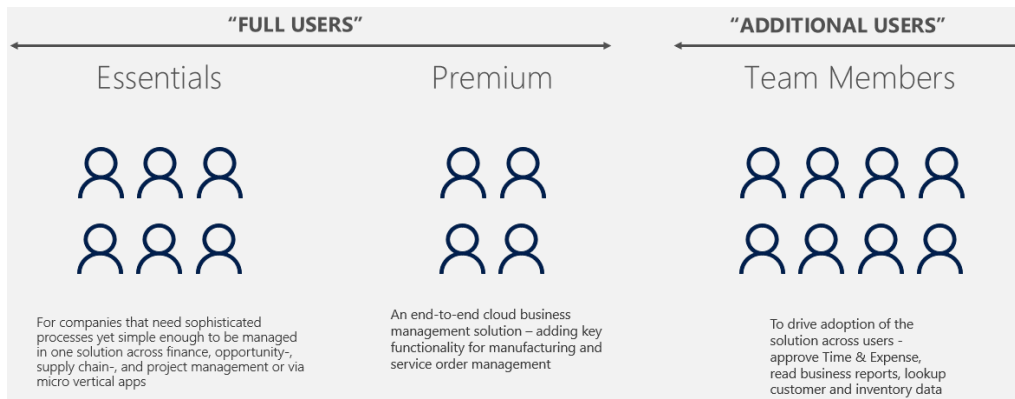 “FULL USERS”
“ADDITIONAL USERS”
Essentials
Premium
Team Members
For companies that need sophisticated
processes yet simple enough to be managed
in one solution across finance, opportunity-,
supply chain-, and project management or via
micro vertical apps
An end-to-end cloud business
management solution – adding key
functionality for manufacturing and
service order management
To drive adoption of the
solution across users -
approve Time & Expense,
read business reports, lookup
customer and inventory data